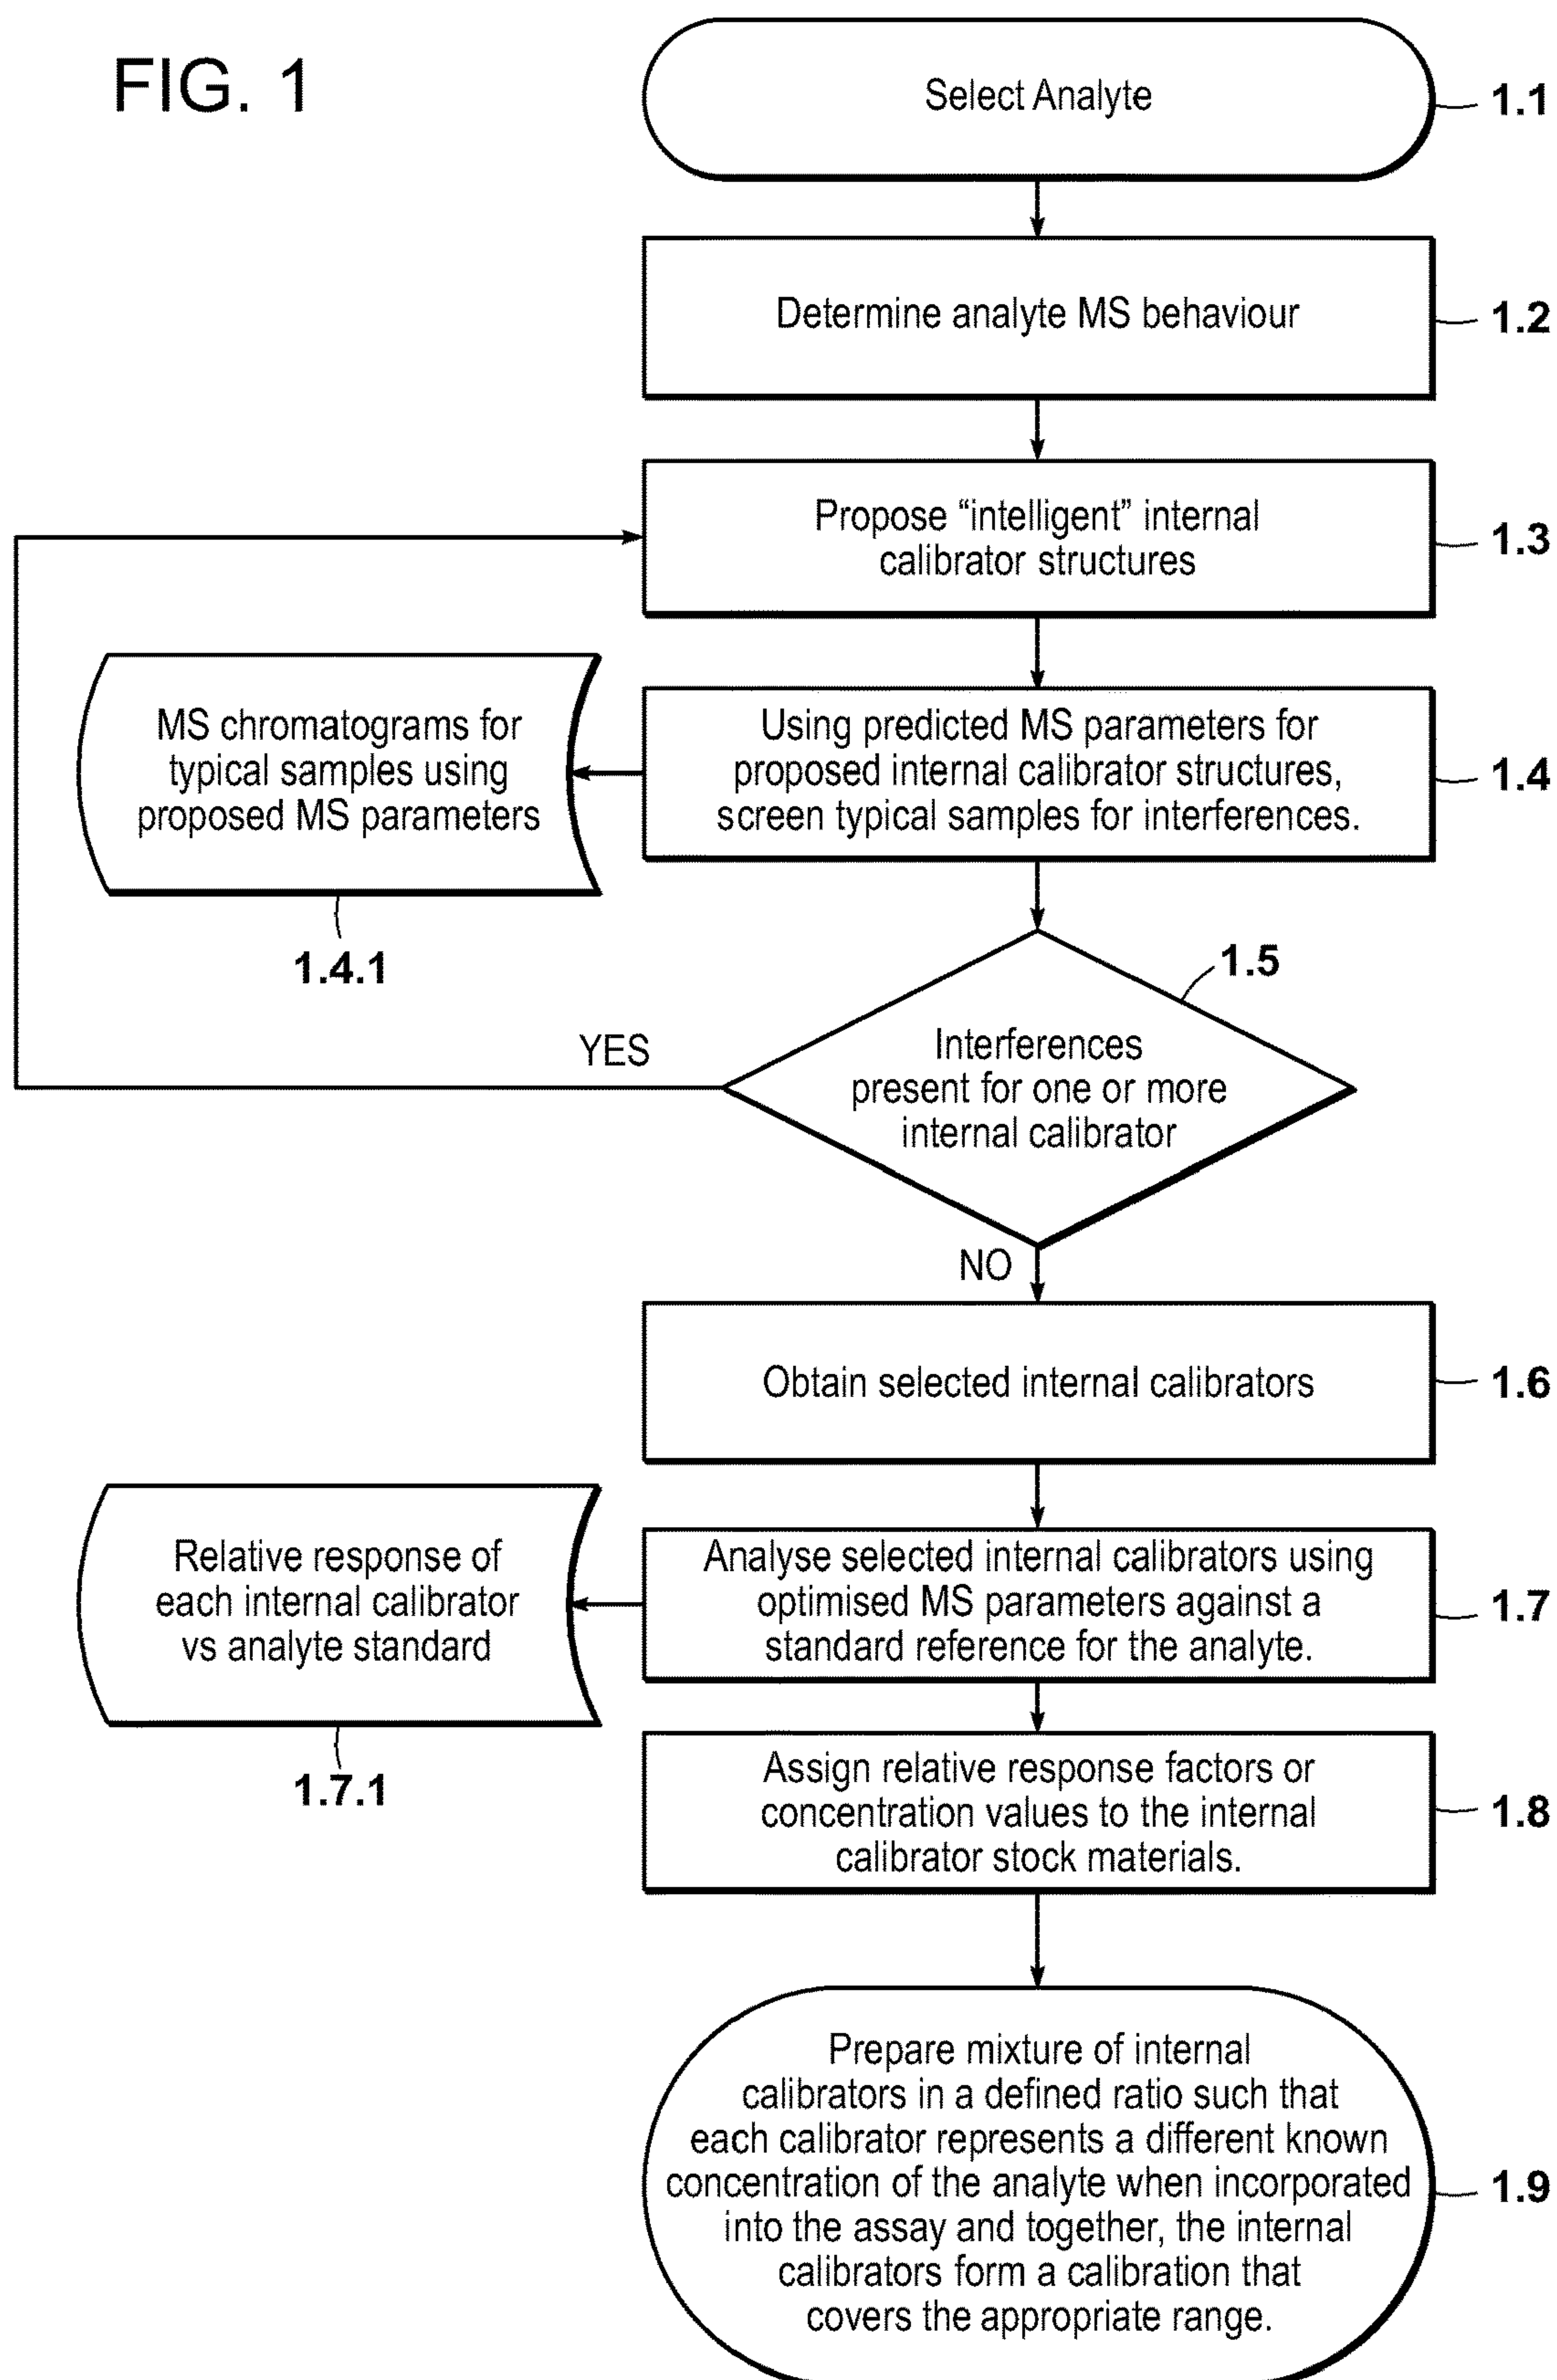 FIG. 1
Select Analyte
1.1
Determine analyte MS behaviour
1.2
Propose “intelligent” internal
calibrator structures
1.3
MS chromatograms for
typical samples using
proposed MS parameters
1.4.1
Using predicted MS parameters for
proposed internal calibrator structures,
screen typical samples for interferences.
1.4
1.5
Interferences
present for one or more
internal calibrator
YES
NO
Obtain selected internal calibrators
1.6
Relative response of
each internal calibrator
vs analyte standard
1.7.1
Analyse selected internal calibrators using
optimised MS parameters against a
standard reference for the analyte.
1.7
Assign relative response factors or
concentration values to the internal
calibrator stock materials.
1.8
Prepare mixture of internal
calibrators in a defined ratio such that
each calibrator represents a different known
concentration of the analyte when incorporated
into the assay and together, the internal
calibrators form a calibration that
covers the appropriate range.
1.9